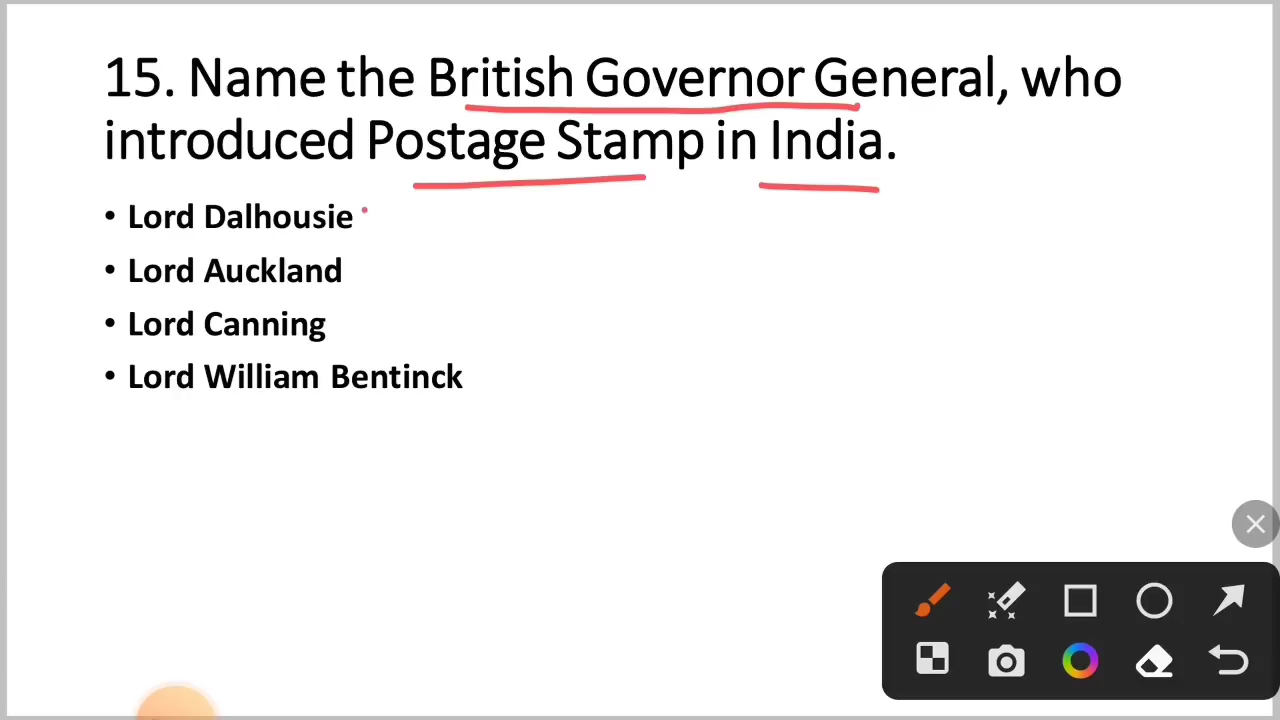 15. Name the British Governor General, who
introduced Postage Stamp in India.
• Lord Dalhousie
• Lord Auckland
• Lord Canning
• Lord William Bentinck